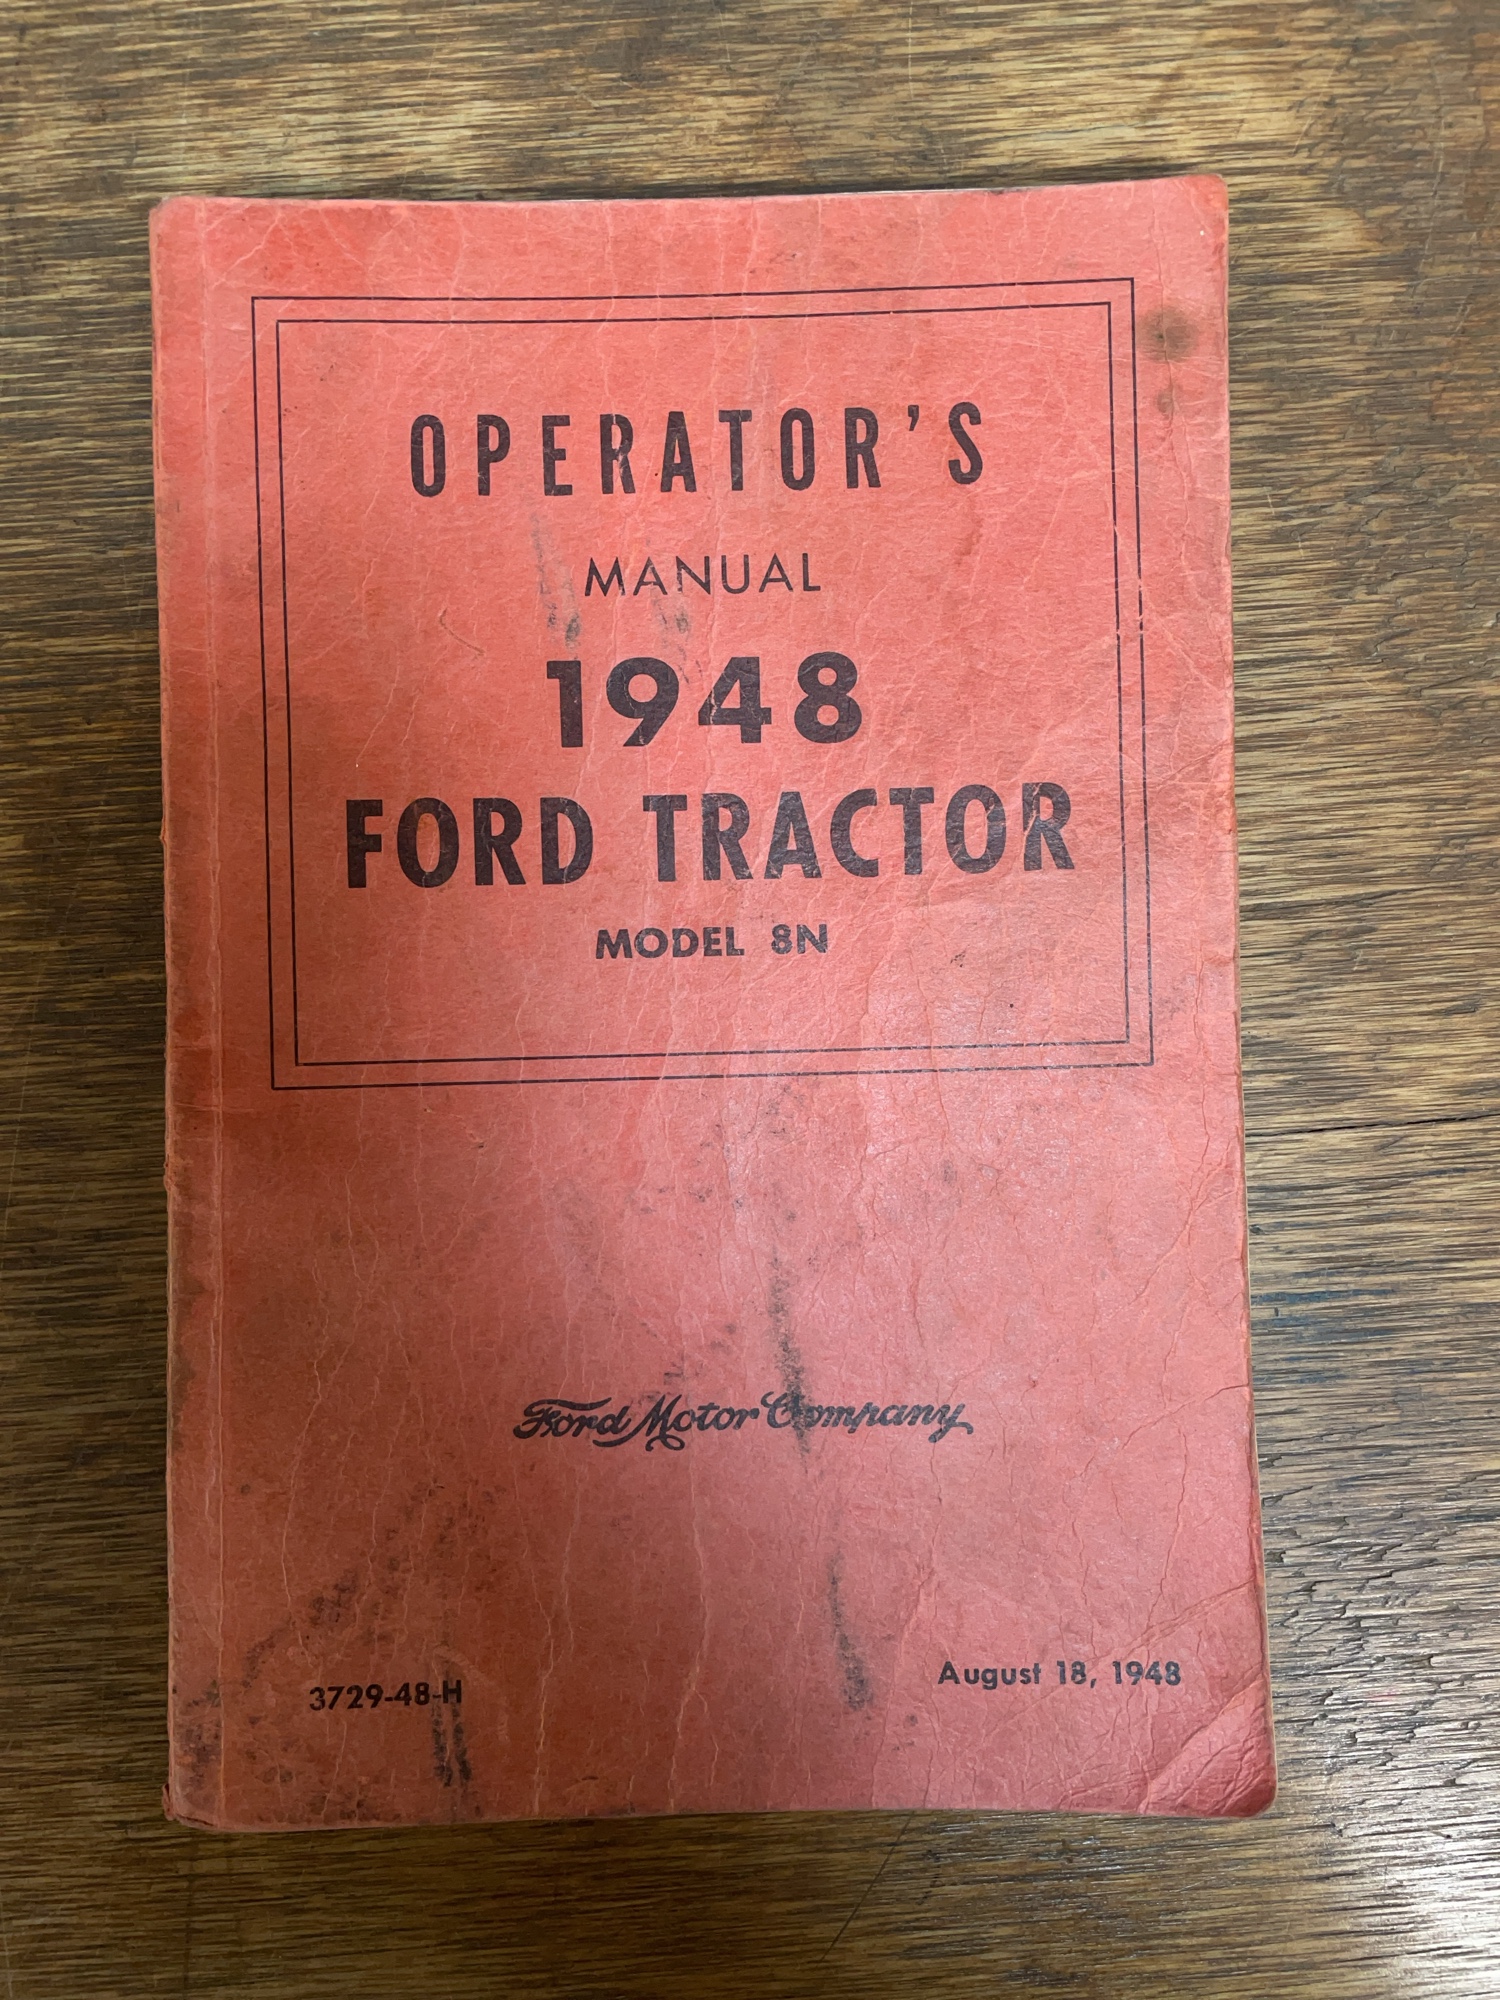 OPERATOR'S
MANUAL
1948
FORD TRACTOR
MODEL 8N
Ford Motor Company
3729-48-H
August 18, 1948